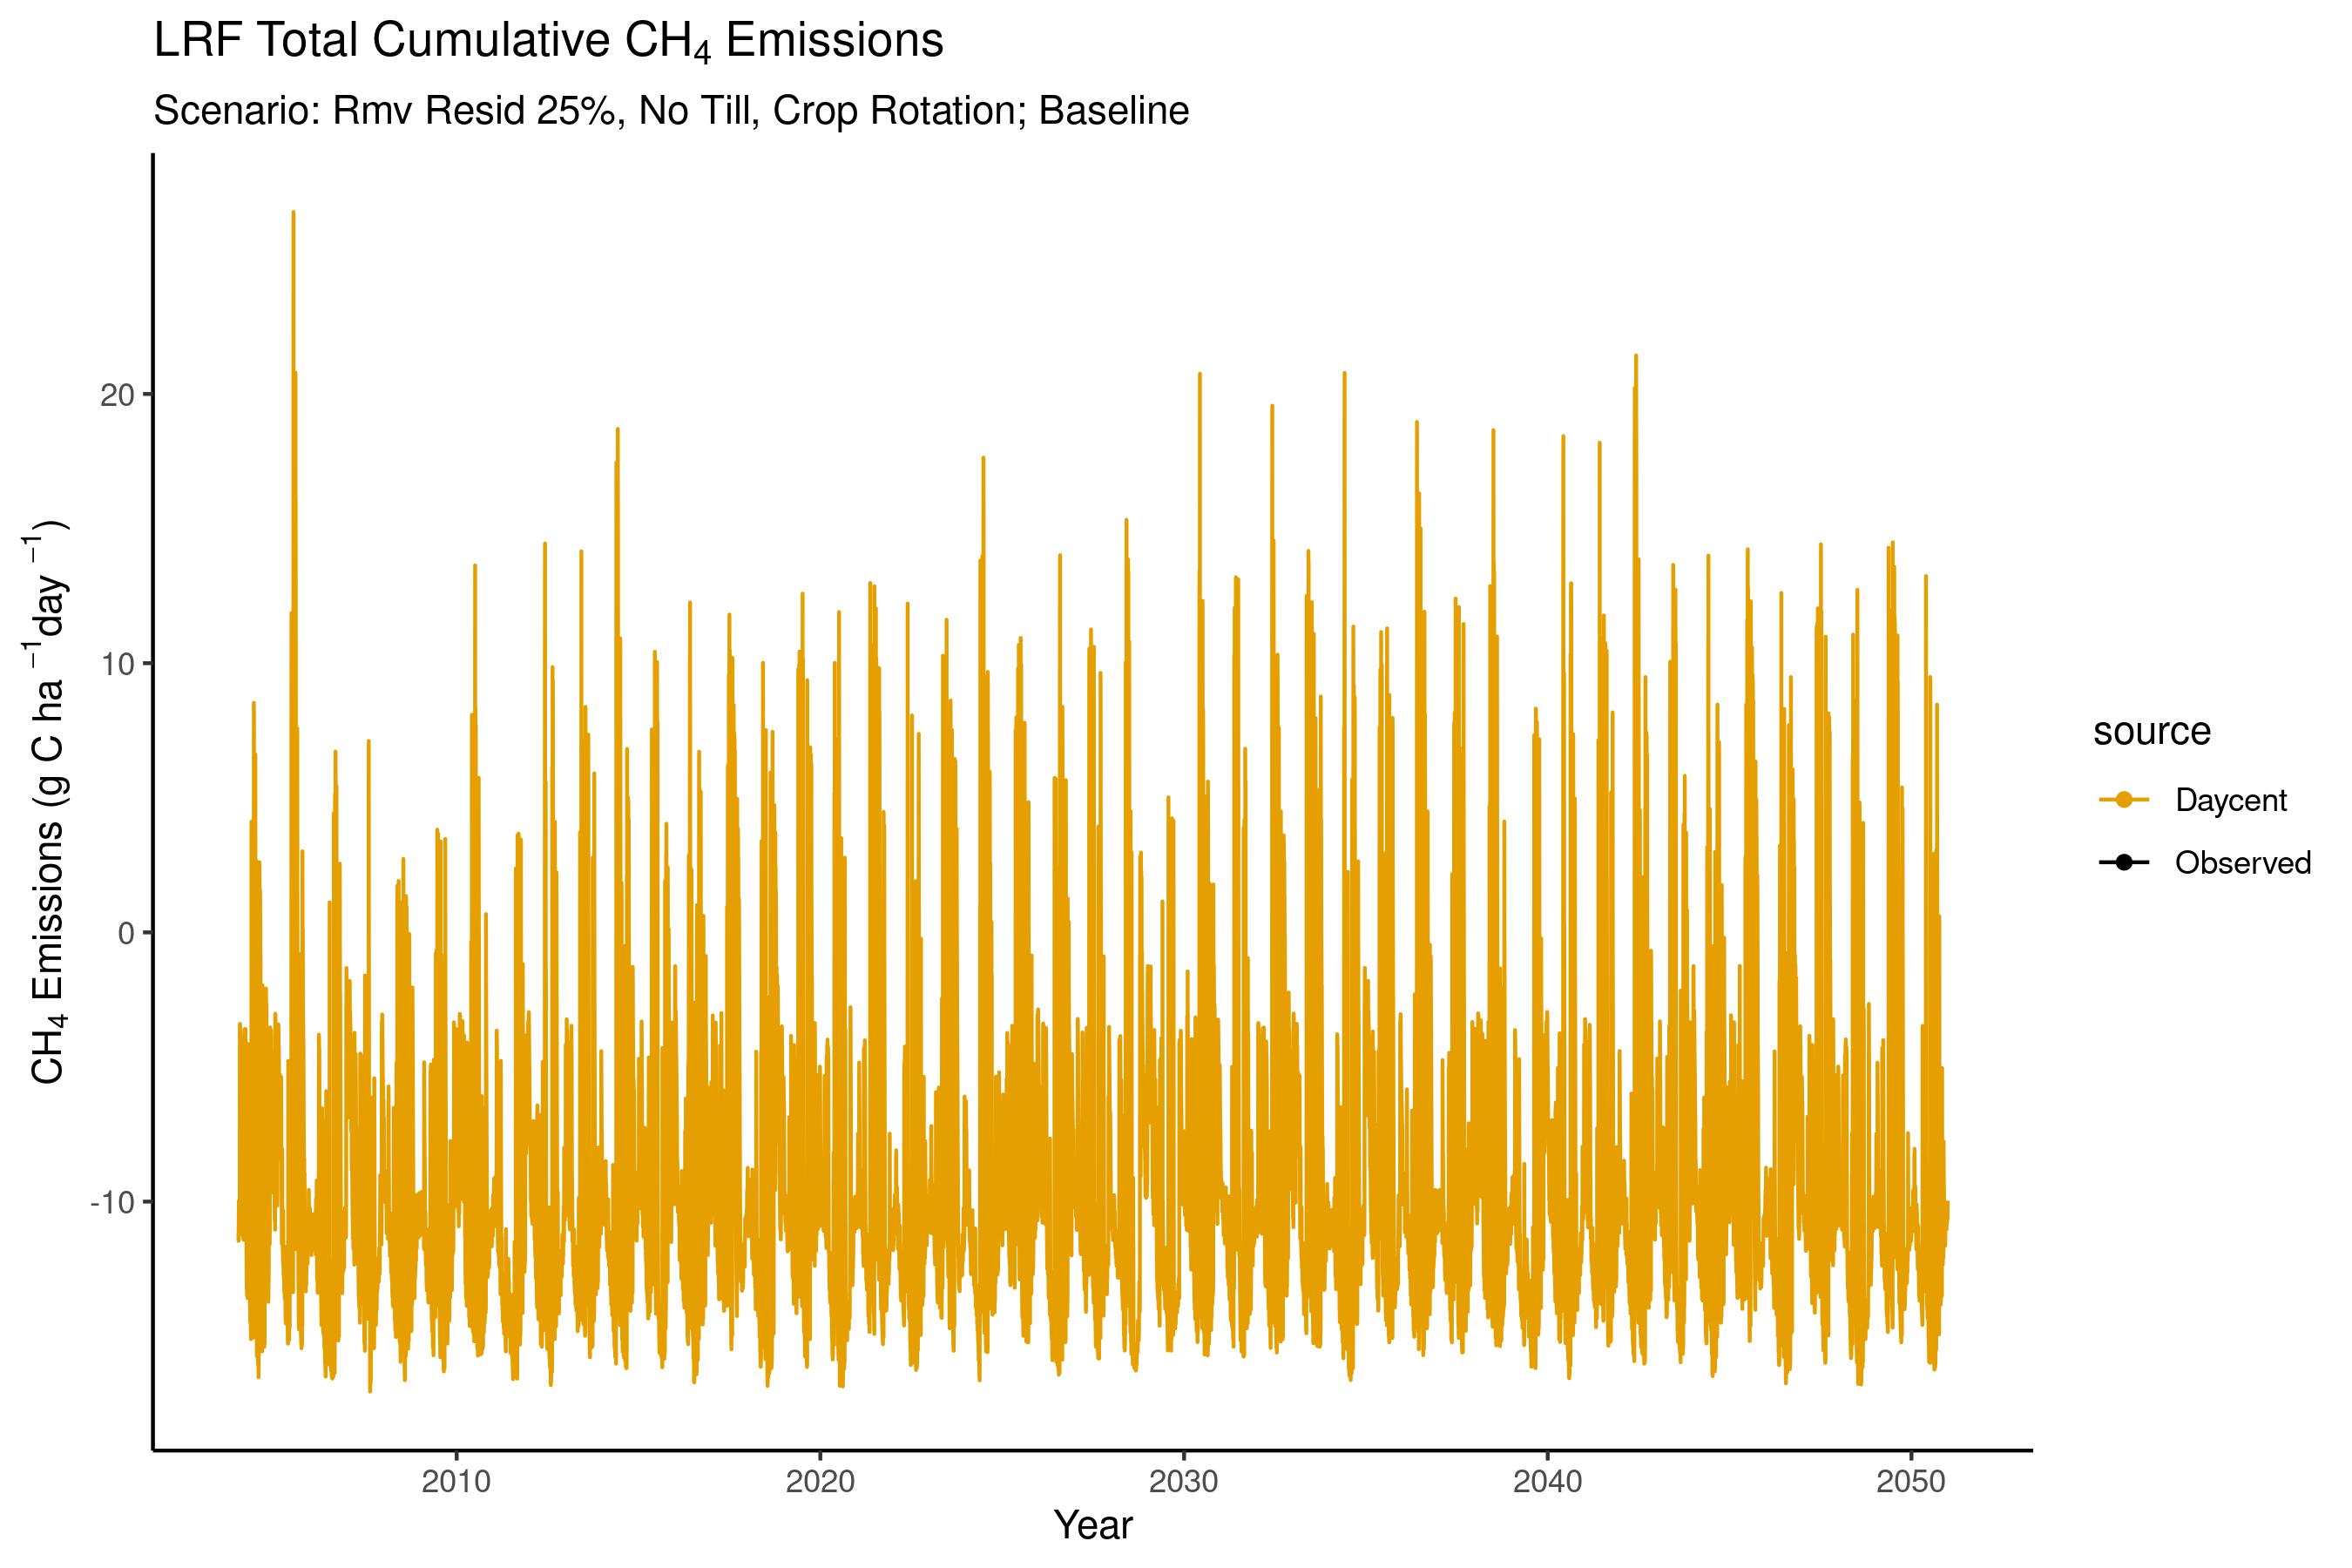 LRF Total Cumulative CH₄ Emissions
Scenario: Rmv Resid 25%, No Till, Crop Rotation; Baseline
CH₄ Emissions (g C ha ⁻¹day ⁻¹)
20
10
0
-10
2010
2020
2030
2040
2050
Year
source
Daycent
Observed